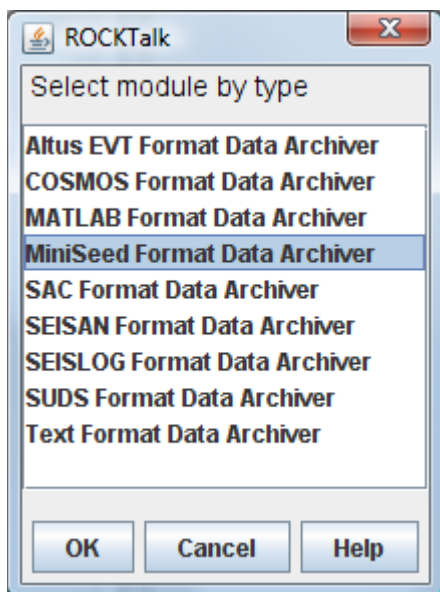 ROCKTalk
Select module by type
Altus EVT Format Data Archiver
COSMOS Format Data Archiver
MATLAB Format Data Archiver
MiniSeed Format Data Archiver
SAC Format Data Archiver
SEISAN Format Data Archiver
SEISLOG Format Data Archiver
SUDS Format Data Archiver
Text Format Data Archiver
OK Cancel Help